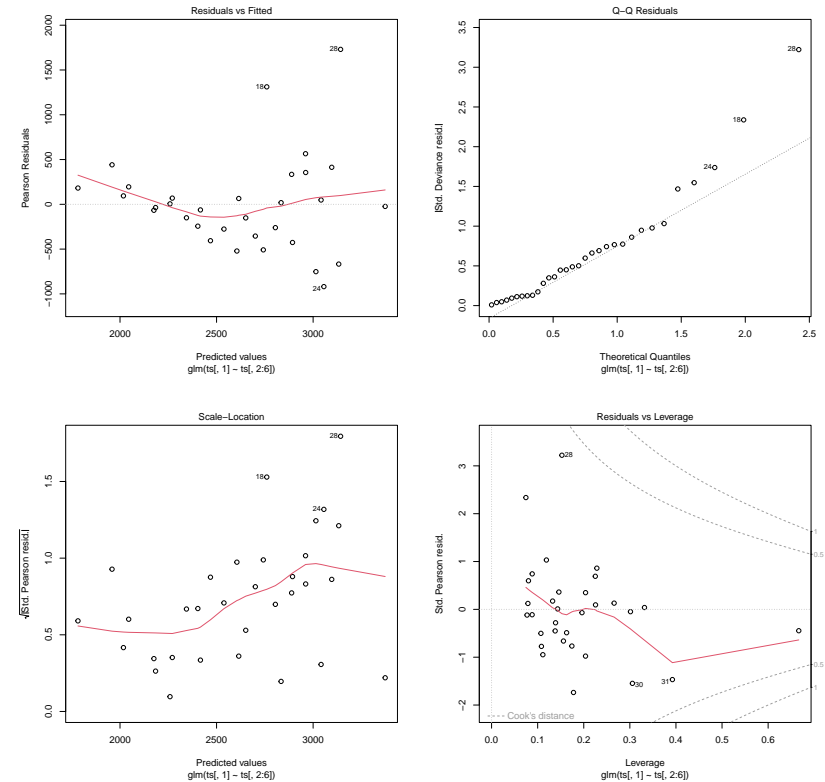 Residuals vs Fitted
Pearson Residuals
2000
1500
1000
500
0
−500
−1000
28
18
24
2000 2500 3000
Predicted values
glm(ts[, 1] ~ ts[, 2:6])
Q−Q Residuals
|Std. Deviance resid.|
3.5
3.0
2.5
2.0
1.5
1.0
0.5
0.0
28
18
24
0.0 0.5 1.0 1.5 2.0 2.5
Theoretical Quantiles
glm(ts[, 1] ~ ts[, 2:6])
Scale−Location
√|Std. Pearson resid.|
1.5
1.0
0.5
0.0
28
18
24
2000 2500 3000
Predicted values
glm(ts[, 1] ~ ts[, 2:6])
Residuals vs Leverage
Std. Pearson resid.
3
2
1
0
−1
−2
28
1
0.5
31
30
0.5
1
Cook's distance
0.0 0.1 0.2 0.3 0.4 0.5 0.6
Leverage
glm(ts[, 1] ~ ts[, 2:6])